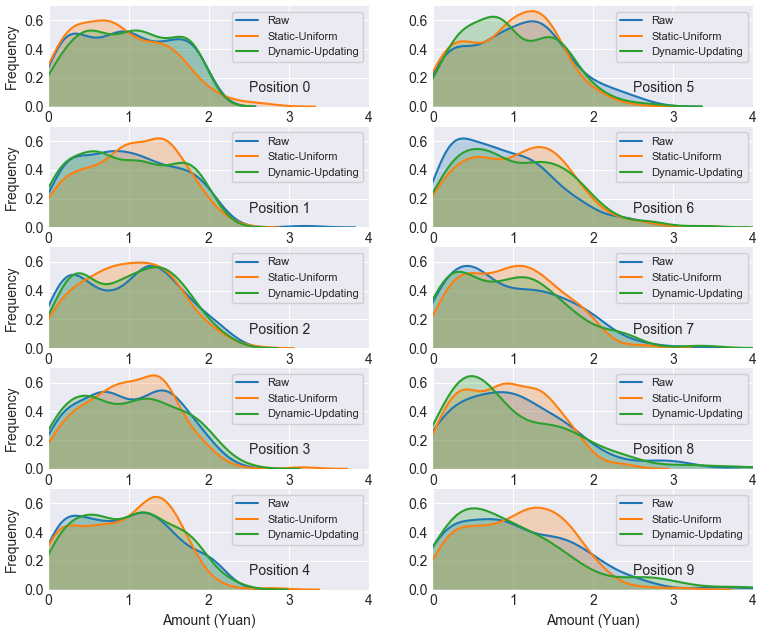 Frequency
0.6
0.4
0.2
0.0
0 1 2 3 4
Raw
Static-Uniform
Dynamic-Updating
Position 0
0.6
0.4
0.2
0.0
0 1 2 3 4
Raw
Static-Uniform
Dynamic-Updating
Position 5
Frequency
0.6
0.4
0.2
0.0
0 1 2 3 4
Raw
Static-Uniform
Dynamic-Updating
Position 1
0.6
0.4
0.2
0.0
0 1 2 3 4
Raw
Static-Uniform
Dynamic-Updating
Position 6
Frequency
0.6
0.4
0.2
0.0
0 1 2 3 4
Raw
Static-Uniform
Dynamic-Updating
Position 2
0.6
0.4
0.2
0.0
0 1 2 3 4
Raw
Static-Uniform
Dynamic-Updating
Position 7
Frequency
0.6
0.4
0.2
0.0
0 1 2 3 4
Raw
Static-Uniform
Dynamic-Updating
Position 3
0.6
0.4
0.2
0.0
0 1 2 3 4
Raw
Static-Uniform
Dynamic-Updating
Position 8
Frequency
0.6
0.4
0.2
0.0
0 1 2 3 4
Raw
Static-Uniform
Dynamic-Updating
Position 4
Amount (Yuan)
0.6
0.4
0.2
0.0
0 1 2 3 4
Raw
Static-Uniform
Dynamic-Updating
Position 9
Amount (Yuan)